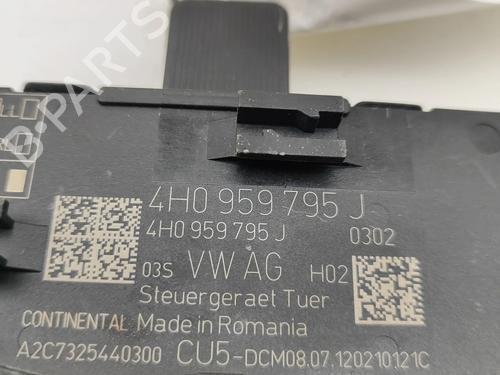 B-PARTS
4H0 959 795 J
4H0 959 795 J 0302
03S VW AG H02
Steuergeraet Tuer
CONTINENTAL Made in Romania
A2C7325440300 CU5-DCM08.07.120210121C